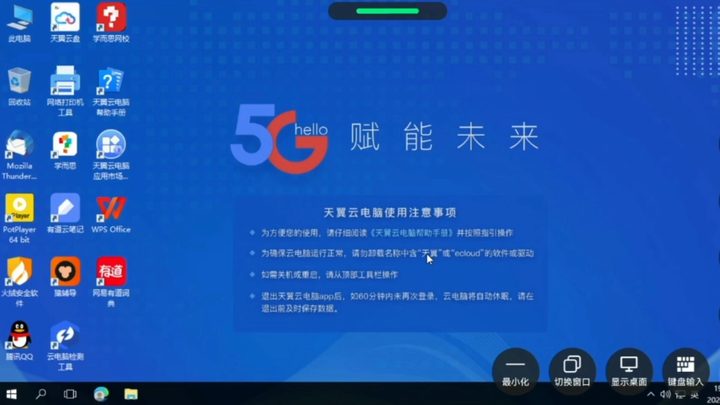 此电脑
天翼云盘
学而思网校
回收站
网络打印机
工具
天翼云电脑
帮助手册
Mozilla
Thunder...
学而思
天翼云电脑
应用市场...
PotPlayer
64 bit
有道云笔记
WPS Office
火绒安全软
件
猿辅导
网易有道词
典
腾讯QQ
云电脑检测
工具
5G
hello
赋能未来
天翼云电脑使用注意事项
为方便您的使用，请仔细阅读《天翼云电脑帮助手册》并按照指引操作
为确保云电脑运行正常，请勿卸载名称中含“天翼”或“ecloud”的软件或驱动
如需关机或重启，请从顶部工具栏操作
退出天翼云电脑app后，如60分钟内未再次登录，云电脑将自动休眠，请在
退出前及时保存数据。
最小化
切换窗口
显示桌面
键盘输入
英